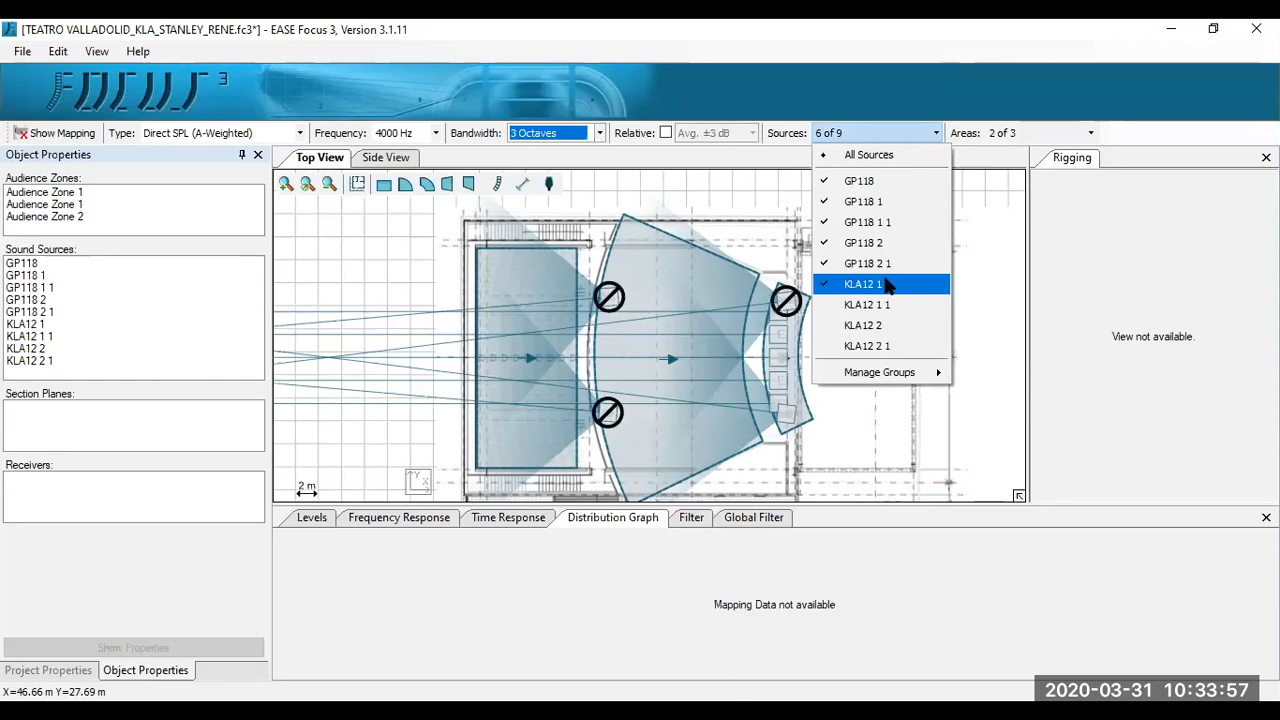 [TEATRO VALLADOLID_KLA_STANLEY_RENE.fc3*] - EASE Focus 3, Version 3.1.11
File Edit View Help
FOCUS 3
Show Mapping Type: Direct SPL (A-Weighted) Frequency: 4000 Hz Bandwidth: 3 Octaves Relative: Avg. ±3 dB Sources: 6 of 9 Areas: 2 of 3
Object Properties
Audience Zones:
Audience Zone 1
Audience Zone 1
Audience Zone 2
Sound Sources:
GP118
GP118 1
GP118 1 1
GP118 2
GP118 2 1
KLA12 1
KLA12 1 1
KLA12 2
KLA12 2 1
Section Planes:
Receivers:
Show Properties
Project Properties Object Properties
X=46.66 m Y=27.69 m
Top View Side View
2 m
Y
X
All Sources
GP118
GP118 1
GP118 1 1
GP118 2
GP118 2 1
KLA12 1
KLA12 1 1
KLA12 2
KLA12 2 1
Manage Groups
Rigging
View not available.
Levels Frequency Response Time Response Distribution Graph Filter Global Filter
Mapping Data not available
2020-03-31 10:33:57